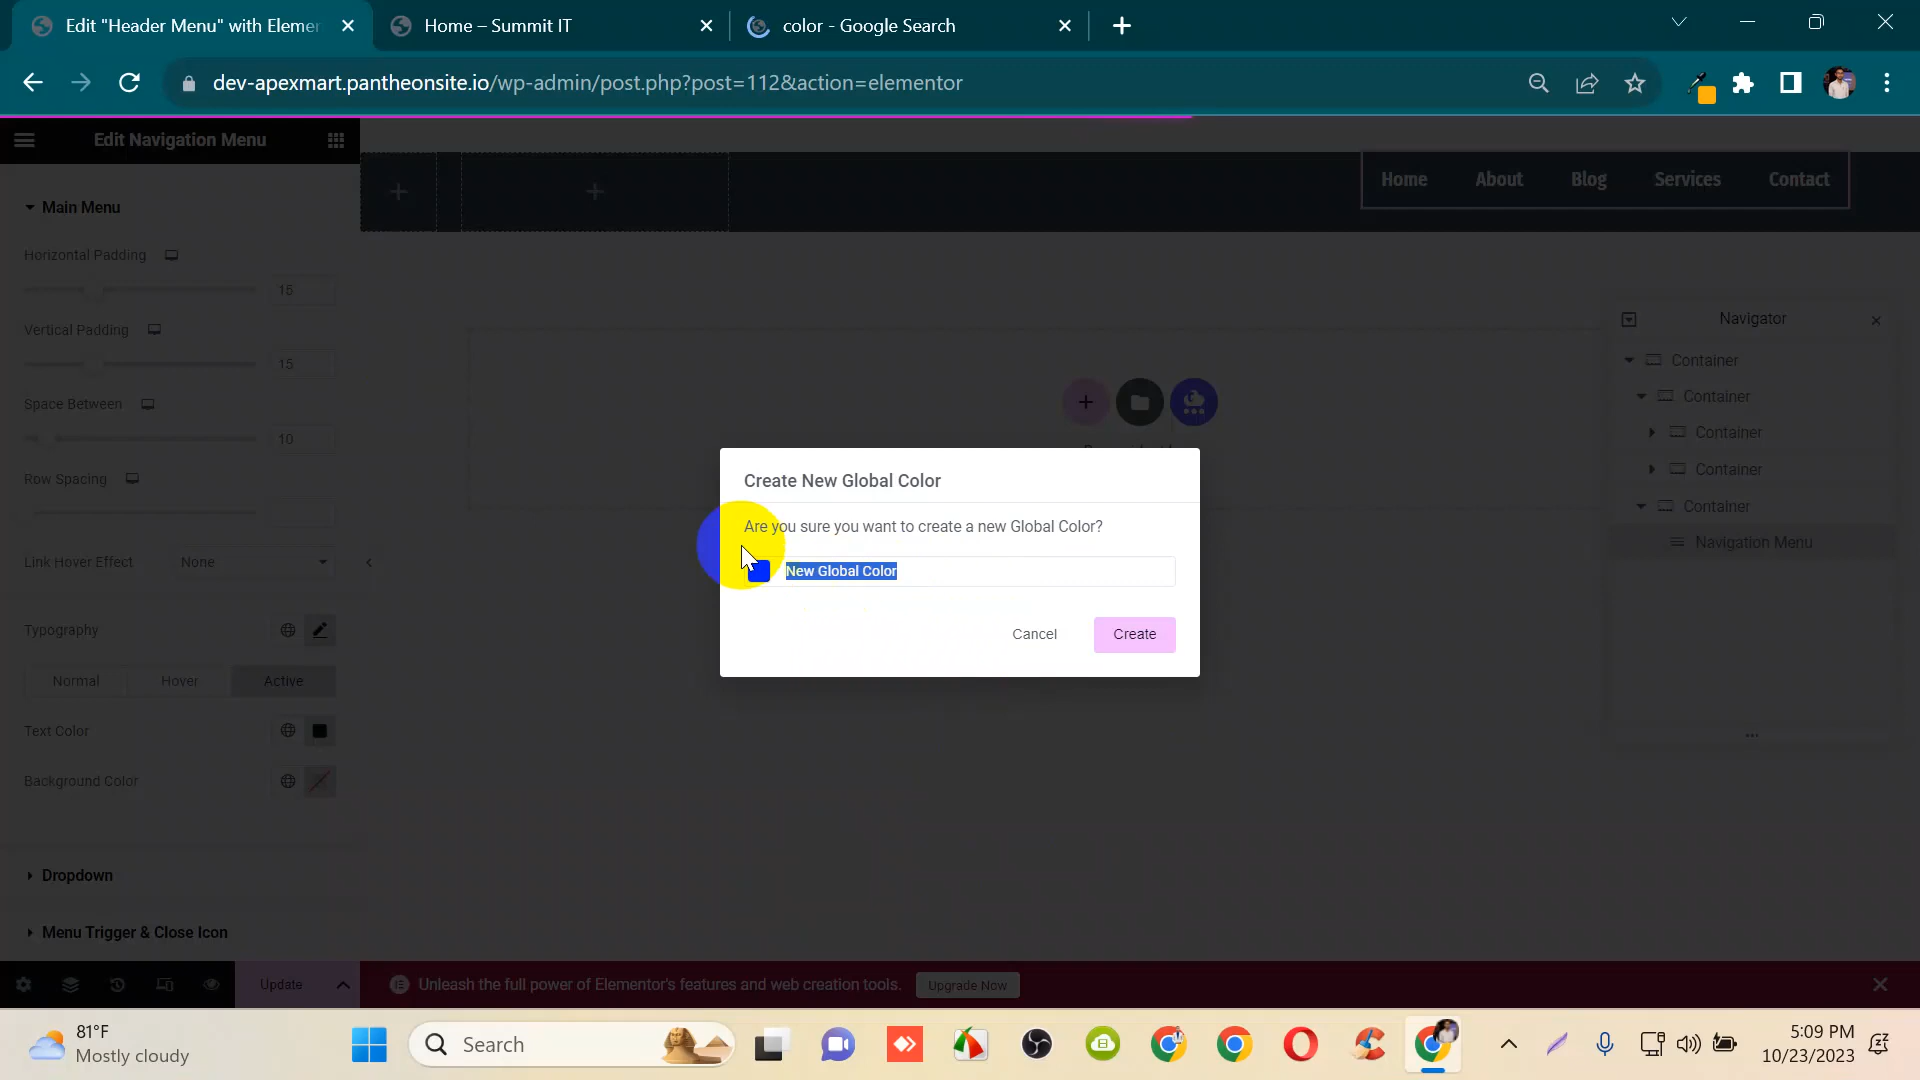 Edit "Header Menu" with Elemen
Home – Summit IT
color - Google Search
dev-apexmart.pantheonsite.io/wp-admin/post.php?post=112&action=elementor
Edit Navigation Menu
Home
About
Blog
Services
Contact
Main Menu
Horizontal Padding
15
Vertical Padding
15
Space Between
10
Row Spacing
Link Hover Effect
None
Typography
Normal
Hover
Active
Text Color
Background Color
Dropdown
Menu Trigger & Close Icon
Navigator
Container
Container
Container
Container
Container
Navigation Menu
Create New Global Color
Are you sure you want to create a new Global Color?
New Global Color
Cancel
Create
Update
Unleash the full power of Elementor's features and web creation tools.
Upgrade Now
81°F
Mostly cloudy
Search
5:09 PM
10/23/2023